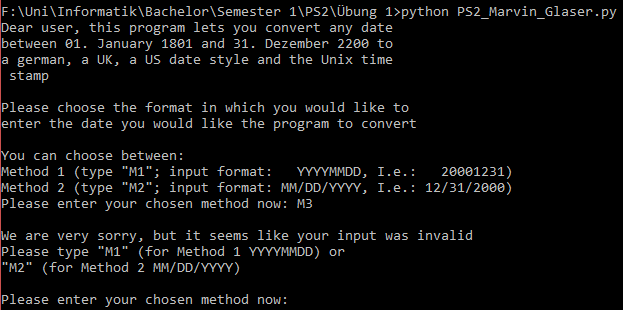 F:\Uni\Informatik\Bachelor\Semester 1\PS2\Übung 1>python PS2_Marvin_Glaser.py
Dear user, this program lets you convert any date
between 01. January 1801 and 31. Dezember 2200 to
a german, a UK, a US date style and the Unix time
 stamp
Please choose the format in which you would like to
enter the date you would like the program to convert
You can choose between:
Method 1 (type "M1"; input format:   YYYYMMDD, I.e.:   20001231)
Method 2 (type "M2"; input format: MM/DD/YYYY, I.e.: 12/31/2000)
Please enter your chosen method now: M3
We are very sorry, but it seems like your input was invalid
Please type "M1" (for Method 1 YYYYMMDD) or
"M2" (for Method 2 MM/DD/YYYY)
Please enter your chosen method now: